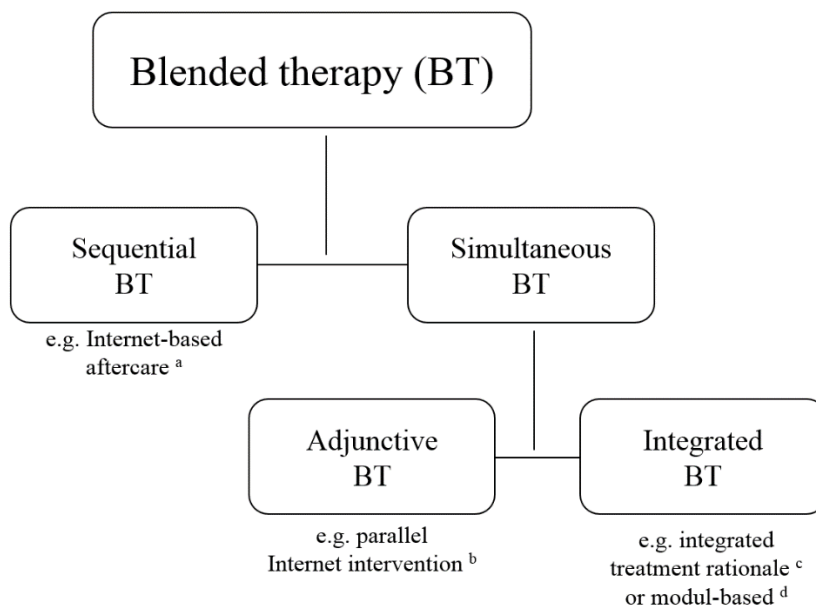 Blended therapy (BT)
Sequential
BT
Simultaneous
BT
e.g. Internet-based
aftercare ᵃ
Adjunctive
BT
Integrated
BT
e.g. parallel
Internet intervention ᵇ
e.g. integrated
treatment rationale ᶜ
or modul-based ᵈ